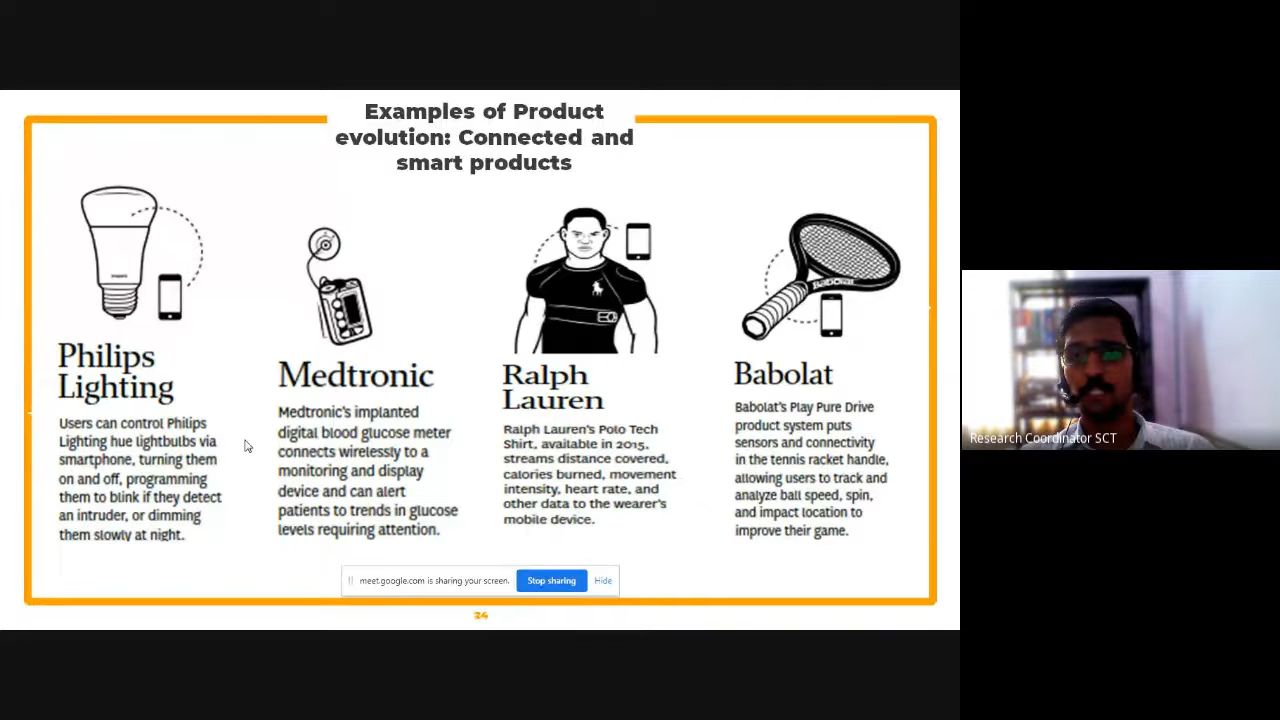 Examples of Product
evolution: Connected and
smart products
Philips
Lighting
Users can control Philips
Lighting hue lightbulbs via
smartphone, turning them
on and off, programming
them to blink if they detect
an intruder, or dimming
them slowly at night.
Medtronic
Medtronic's implanted
digital blood glucose meter
connects wirelessly to a
monitoring and display
device and can alert
patients to trends in glucose
levels requiring attention.
Ralph
Lauren
Ralph Lauren's Polo Tech
Shirt, available in 2015,
streams distance covered,
calories burned, movement
intensity, heart rate, and
other data to the wearer's
mobile device.
Babolat
Babolat
Babolat's Play Pure Drive
product system puts
sensors and connectivity
in the tennis racket handle,
allowing users to track and
analyze ball speed, spin,
and impact location to
improve their game.
meet.google.com is sharing your screen.
Stop sharing
Hide
24
Research Coordinator SCT